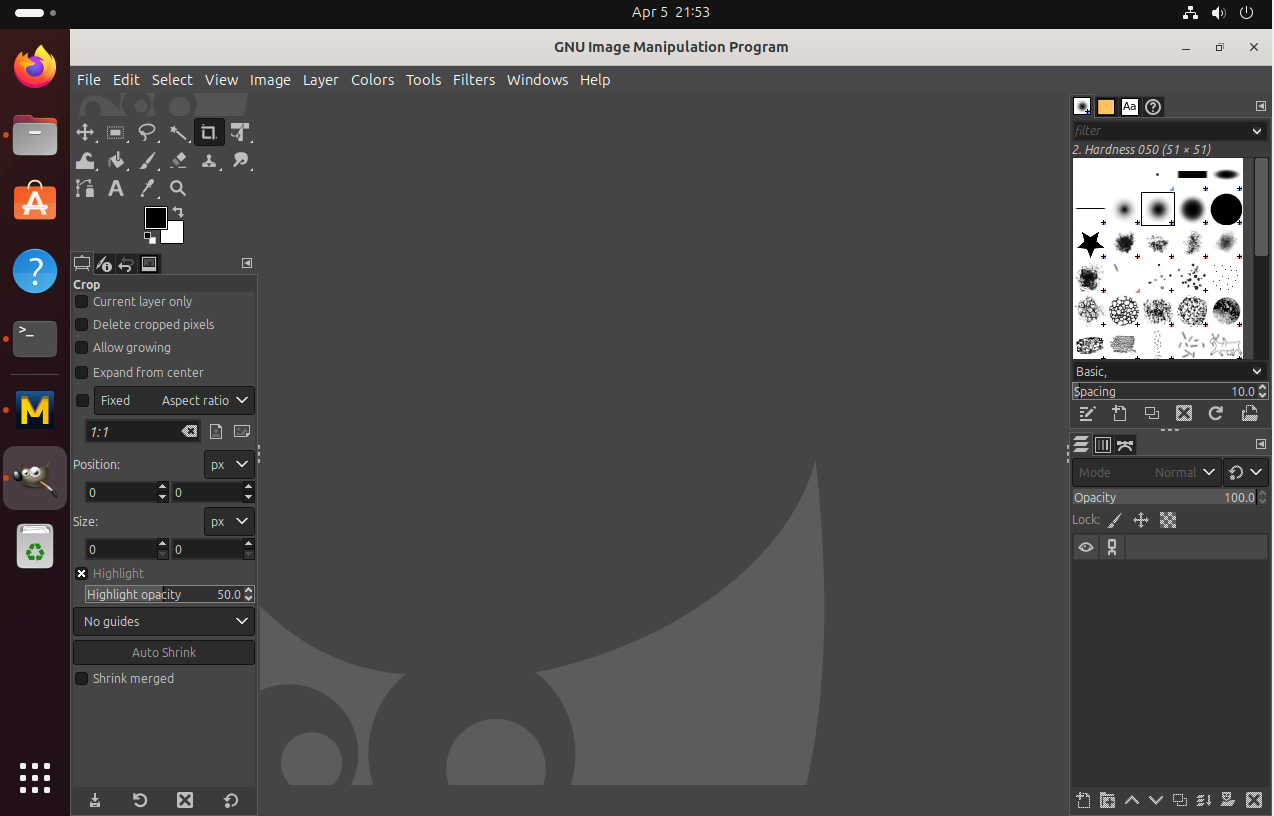 Apr 5 21:53
GNU Image Manipulation Program
File Edit Select View Image Layer Colors Tools Filters Windows Help
Aa
filter
2. Hardness 050 (51 × 51)
Basic,
Spacing 10.0
Mode Normal
Opacity 100.0
Lock:
Crop
Current layer only
Delete cropped pixels
Allow growing
Expand from center
Fixed Aspect ratio
1:1
Position: px
0 0
Size: px
0 0
Highlight
Highlight opacity 50.0
No guides
Auto Shrink
Shrink merged